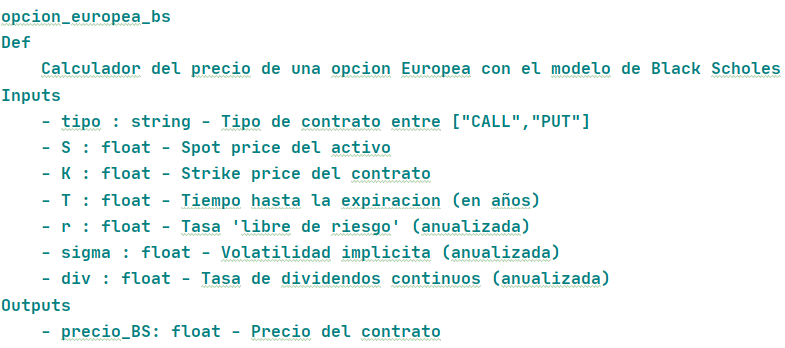 opcion_europea_bs
Def
    Calculador del precio de una opcion Europea con el modelo de Black Scholes
Inputs
    - tipo : string - Tipo de contrato entre ["CALL","PUT"]
    - S : float - Spot price del activo
    - K : float - Strike price del contrato
    - T : float - Tiempo hasta la expiracion (en años)
    - r : float - Tasa 'libre de riesgo' (anualizada)
    - sigma : float - Volatilidad implicita (anualizada)
    - div : float - Tasa de dividendos continuos (anualizada)
Outputs
    - precio_BS: float - Precio del contrato